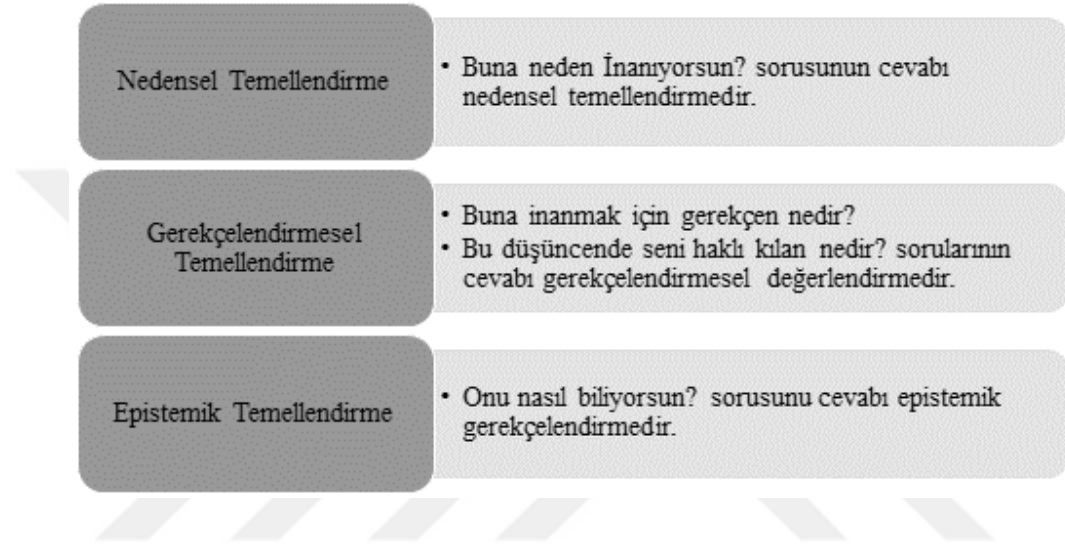 Nedensel Temellendirme
• Buna neden İnanıyorsun? sorusunun cevabı
nedensel temellendirmedir.
Gerekçelendirmesel
Temellendirme
• Buna inanmak için gerekçen nedir?
• Bu düşüncende seni haklı kılan nedir? sorularının
cevabı gerekçelendirmesel değerlendirmedir.
Epistemik Temellendirme
• Onu nasıl biliyorsun? sorusunu cevabı epistemik
gerekçelendirmedir.